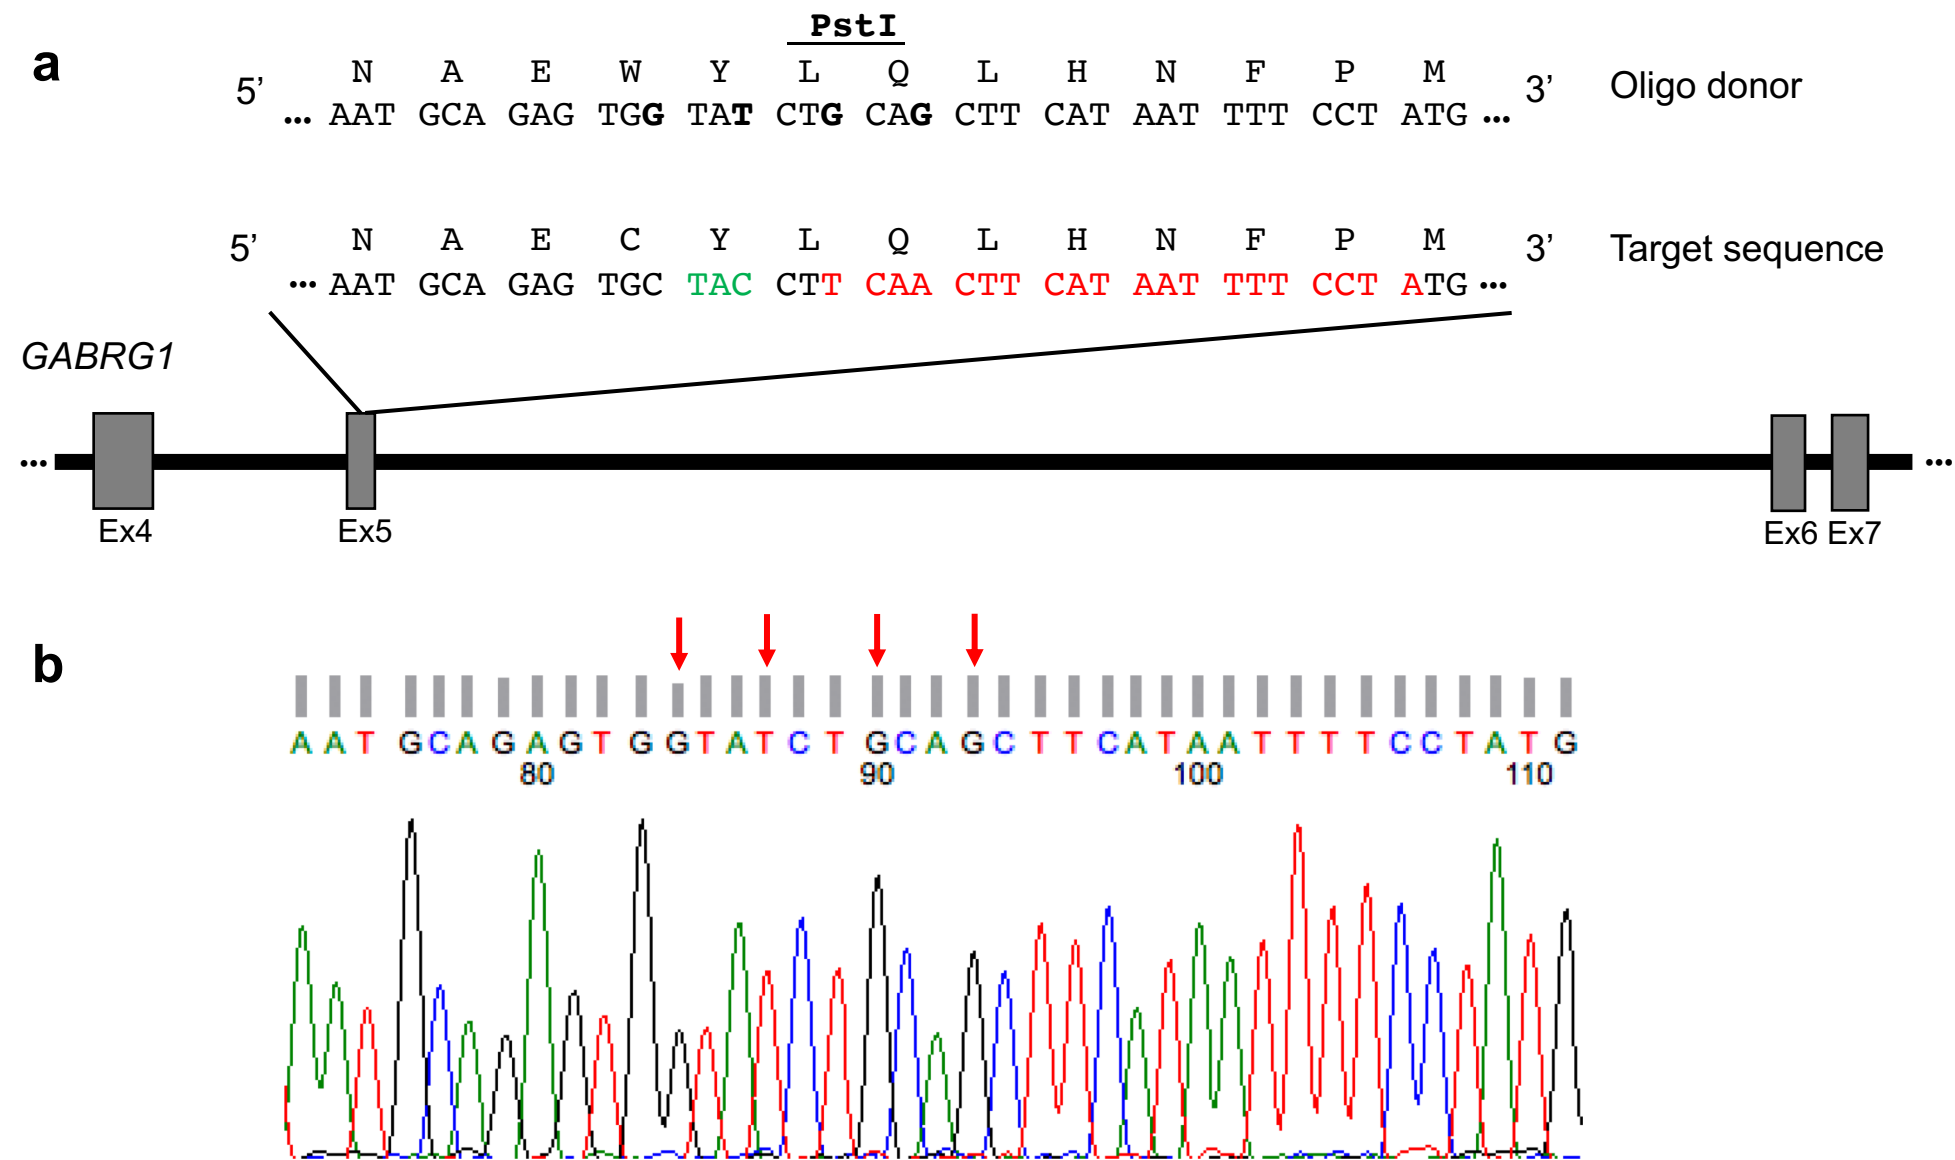 a
PstI
N A E W Y L Q L H N F P M
5’ ... AAT GCA GAG TGG TAT CTG CAG CTT CAT AAT TTT CCT ATG ... 3’ Oligo donor
N A E C Y L Q L H N F P M
5’ ... AAT GCA GAG TGC TAC CTT CAA CTT CAT AAT TTT CCT ATG ... 3’ Target sequence
GABRG1
... ...
Ex4 Ex5 Ex6 Ex7
b
A A T G C A G A G T G G T A T C T G C A G C T T C A T A A T T T T C C T A T G
80 90 100 110